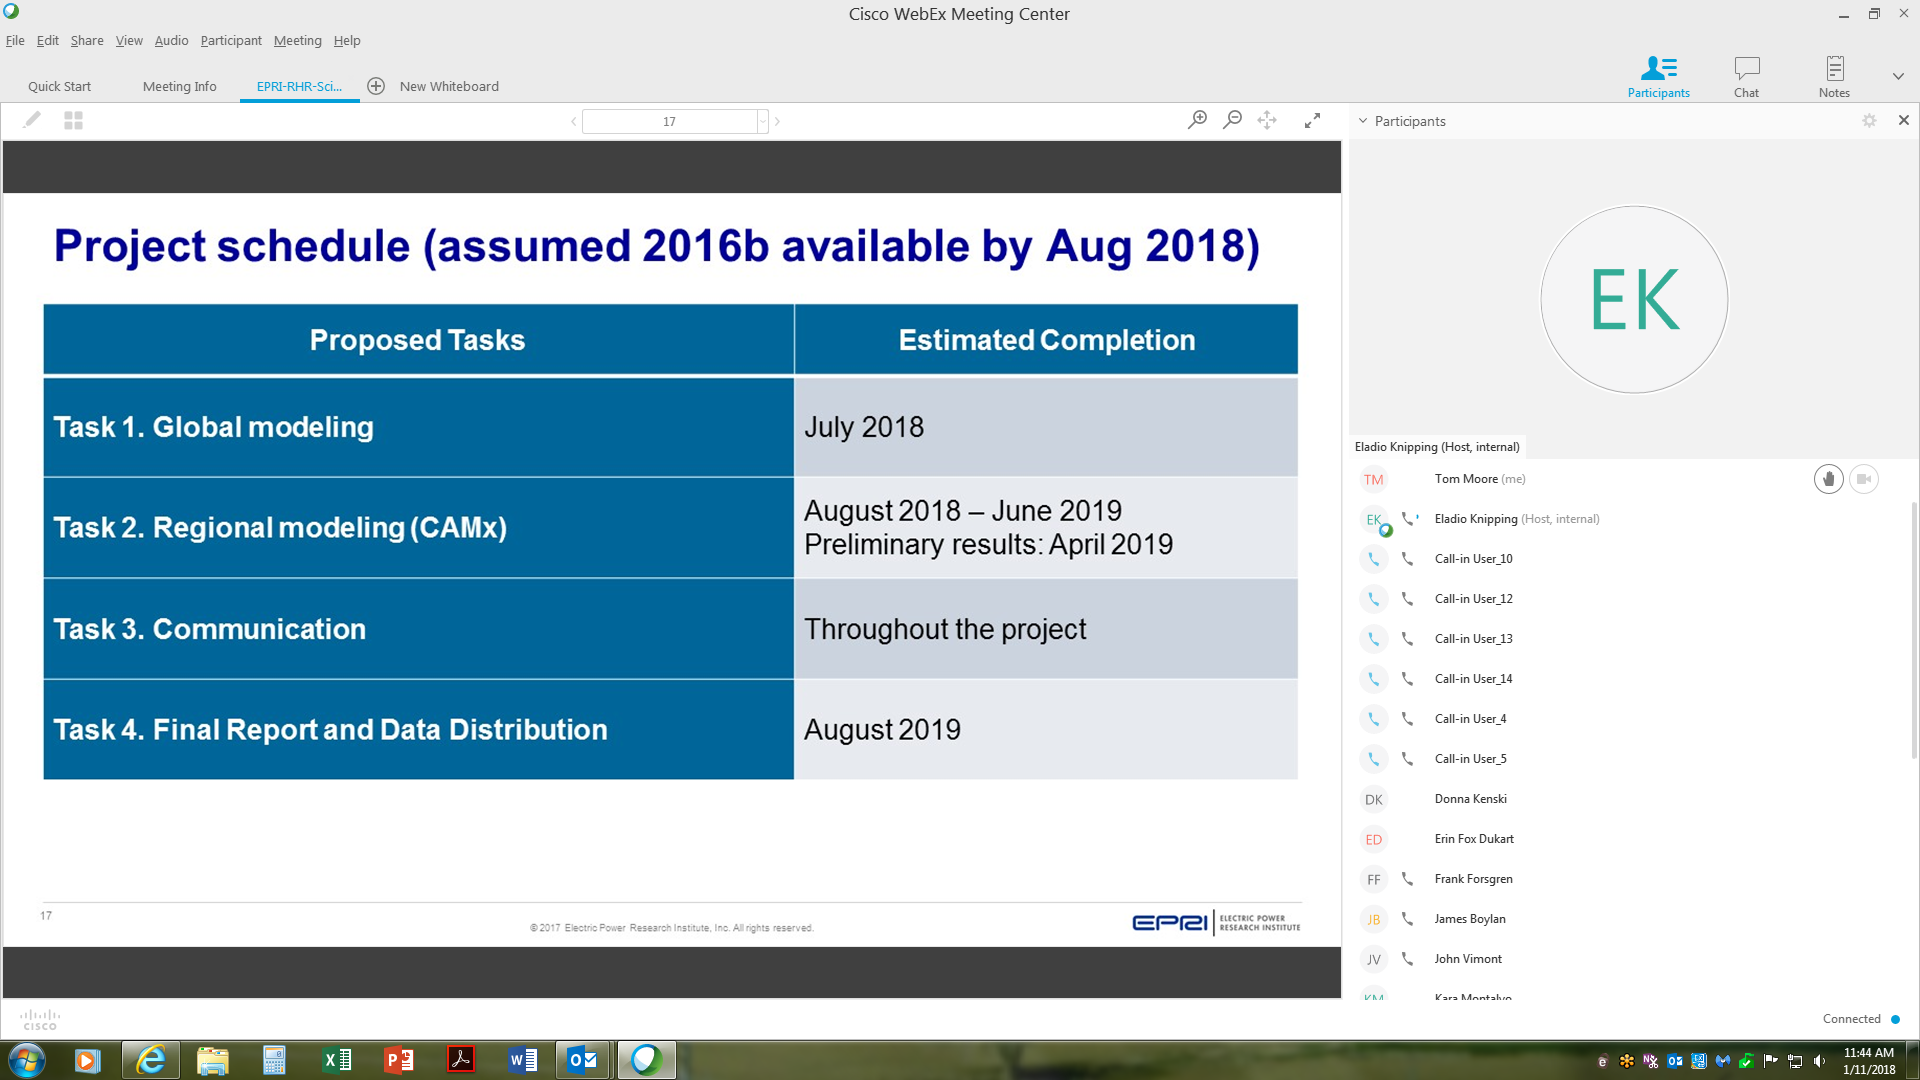 Cisco WebEx Meeting Center
File Edit Share View Audio Participant Meeting Help
Quick Start Meeting Info EPRI-RHR-Sci... New Whiteboard
Participants Chat Notes
17
Participants
Project schedule (assumed 2016b available by Aug 2018)
Proposed Tasks Estimated Completion
Task 1. Global modeling July 2018
Task 2. Regional modeling (CAMx) August 2018 – June 2019
Preliminary results: April 2019
Task 3. Communication Throughout the project
Task 4. Final Report and Data Distribution August 2019
17
© 2017 Electric Power Research Institute, Inc. All rights reserved.
EPRI ELECTRIC POWER
RESEARCH INSTITUTE
EK
Eladio Knipping (Host, internal)
TM Tom Moore (me)
EK Eladio Knipping (Host, internal)
Call-in User_10
Call-in User_12
Call-in User_13
Call-in User_14
Call-in User_4
Call-in User_5
DK Donna Kenski
ED Erin Fox Dukart
FF Frank Forsgren
JB James Boylan
JV John Vimont
KM Kara Montalvo
CISCO
Connected
11:44 AM
1/11/2018